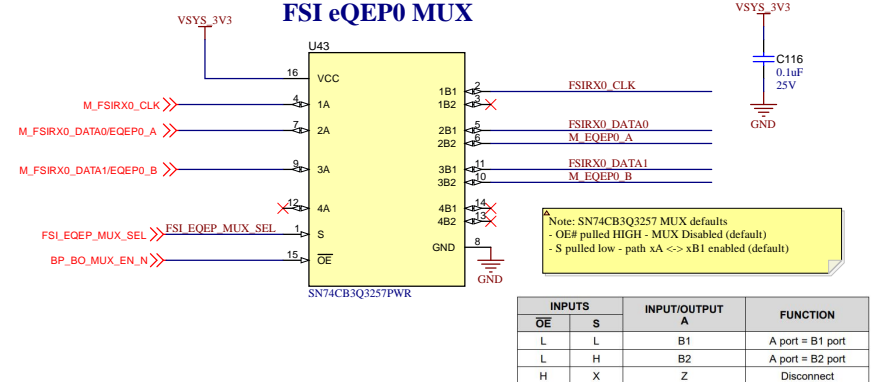 FSI eQEP0 MUX
VSYS_3V3
VSYS_3V3
U43
16
VCC
C116
0.1uF
25V
GND
M_FSIRX0_CLK
4
1A
1B1
2
FSIRX0_CLK
1B2
3
M_FSIRX0_DATA0/EQEP0_A
7
2A
2B1
5
FSIRX0_DATA0
2B2
6
M_EQEP0_A
M_FSIRX0_DATA1/EQEP0_B
9
3A
3B1
11
FSIRX0_DATA1
3B2
10
M_EQEP0_B
12
4A
4B1
14
4B2
13
FSI_EQEP_MUX_SEL
FSI_EQEP_MUX_SEL
1
S
GND
8
GND
BP_BO_MUX_EN_N
15
OE
SN74CB3Q3257PWR
Note: SN74CB3Q3257 MUX defaults
- OE# pulled HIGH - MUX Disabled (default)
- S pulled low - path xA <-> xB1 enabled (default)
INPUTS
INPUT/OUTPUT
A
FUNCTION
OE
S
L L B1 A port = B1 port
L H B2 A port = B2 port
H X Z Disconnect